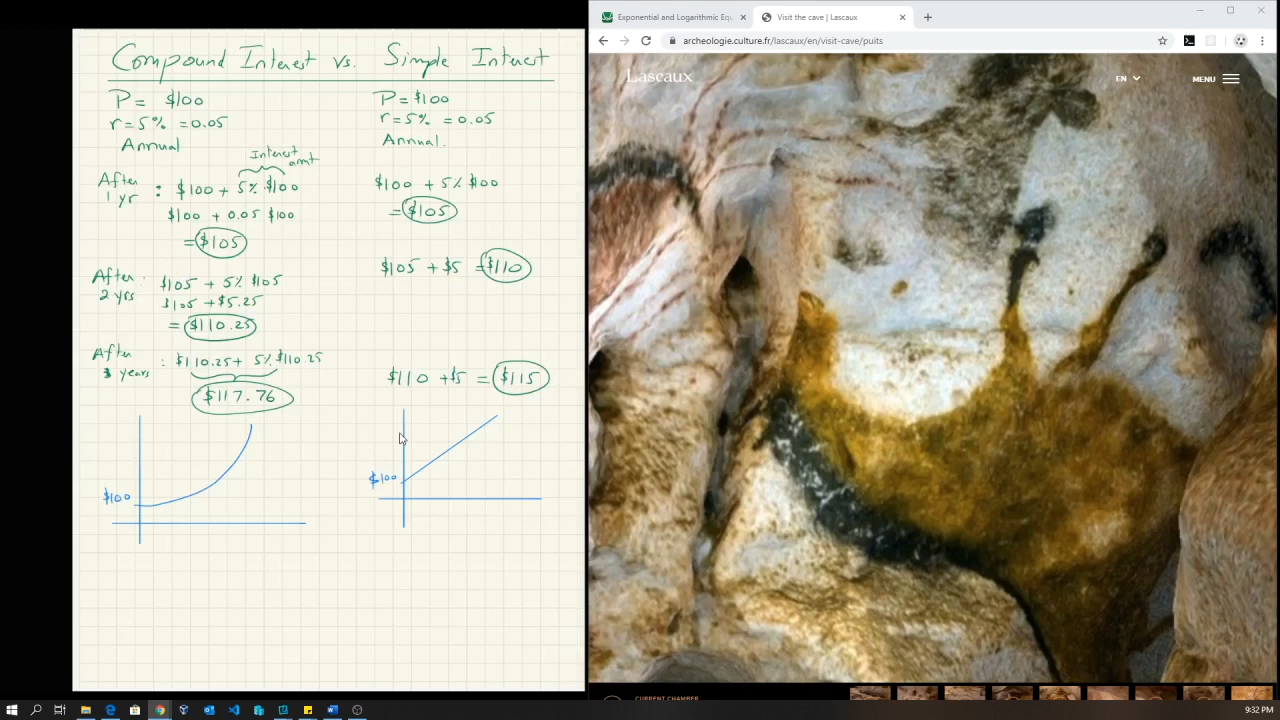 Compound Interest vs. Simple Interest
P = $100
r = 5% = 0.05
Annual
Interest amt
After 1 yr : $100 + 5% $100
$100 + 0.05 $100
= $105
After 2 yrs : $105 + 5% $105
$105 + $5.25
= $110.25
After 3 years : $110.25 + 5% $110.25
$117.76
$100
P = $100
r = 5% = 0.05
Annual.
$100 + 5% $100
= $105
$105 + $5 = $110
$110 + $5 = $115
$100
Exponential and Logarithmic Equ
Visit the cave | Lascaux
archeologie.culture.fr/lascaux/en/visit-cave/puits
Lascaux
EN
MENU
CURRENT CHAMBER
9:32 PM